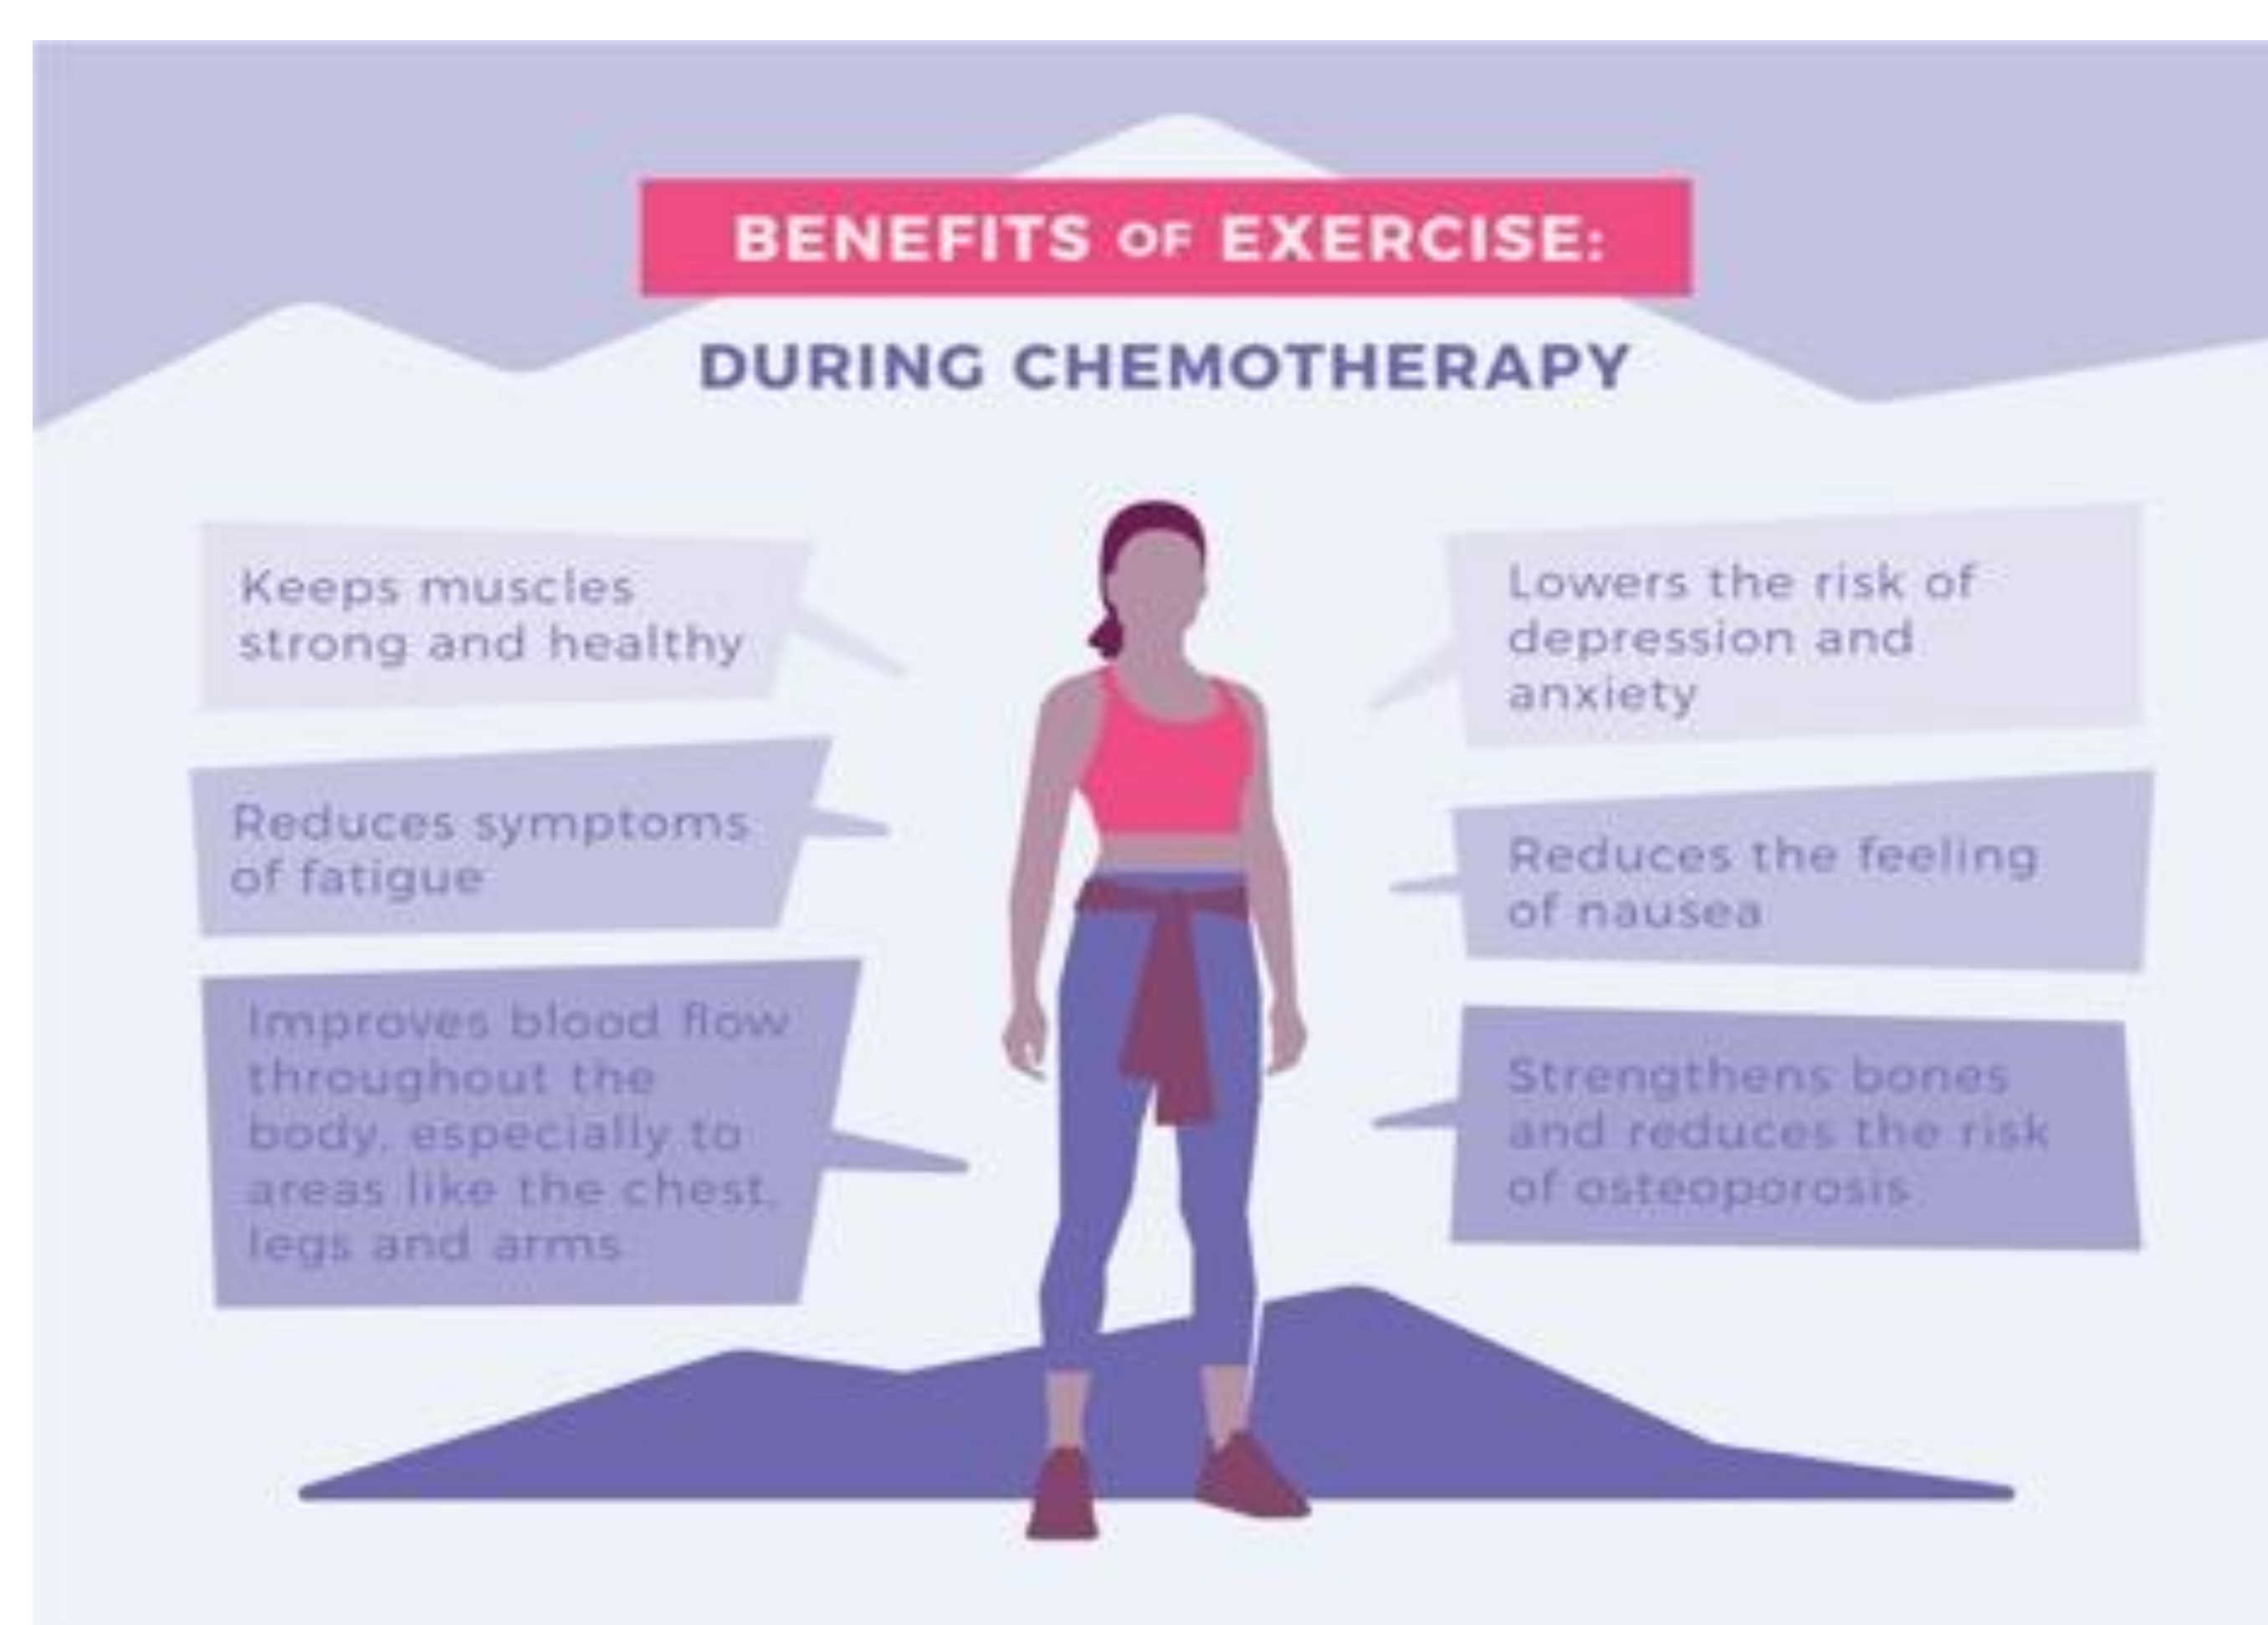 BENEFITS OF EXERCISE:
DURING CHEMOTHERAPY
Keeps muscles
strong and healthy
Reduces symptoms
of fatigue
Improves blood flow
throughout the
body, especially to
areas like the chest,
legs and arms
Lowers the risk of
depression and
anxiety
Reduces the feeling
of nausea
Strengthens bones
and reduces the risk
of osteoporosis